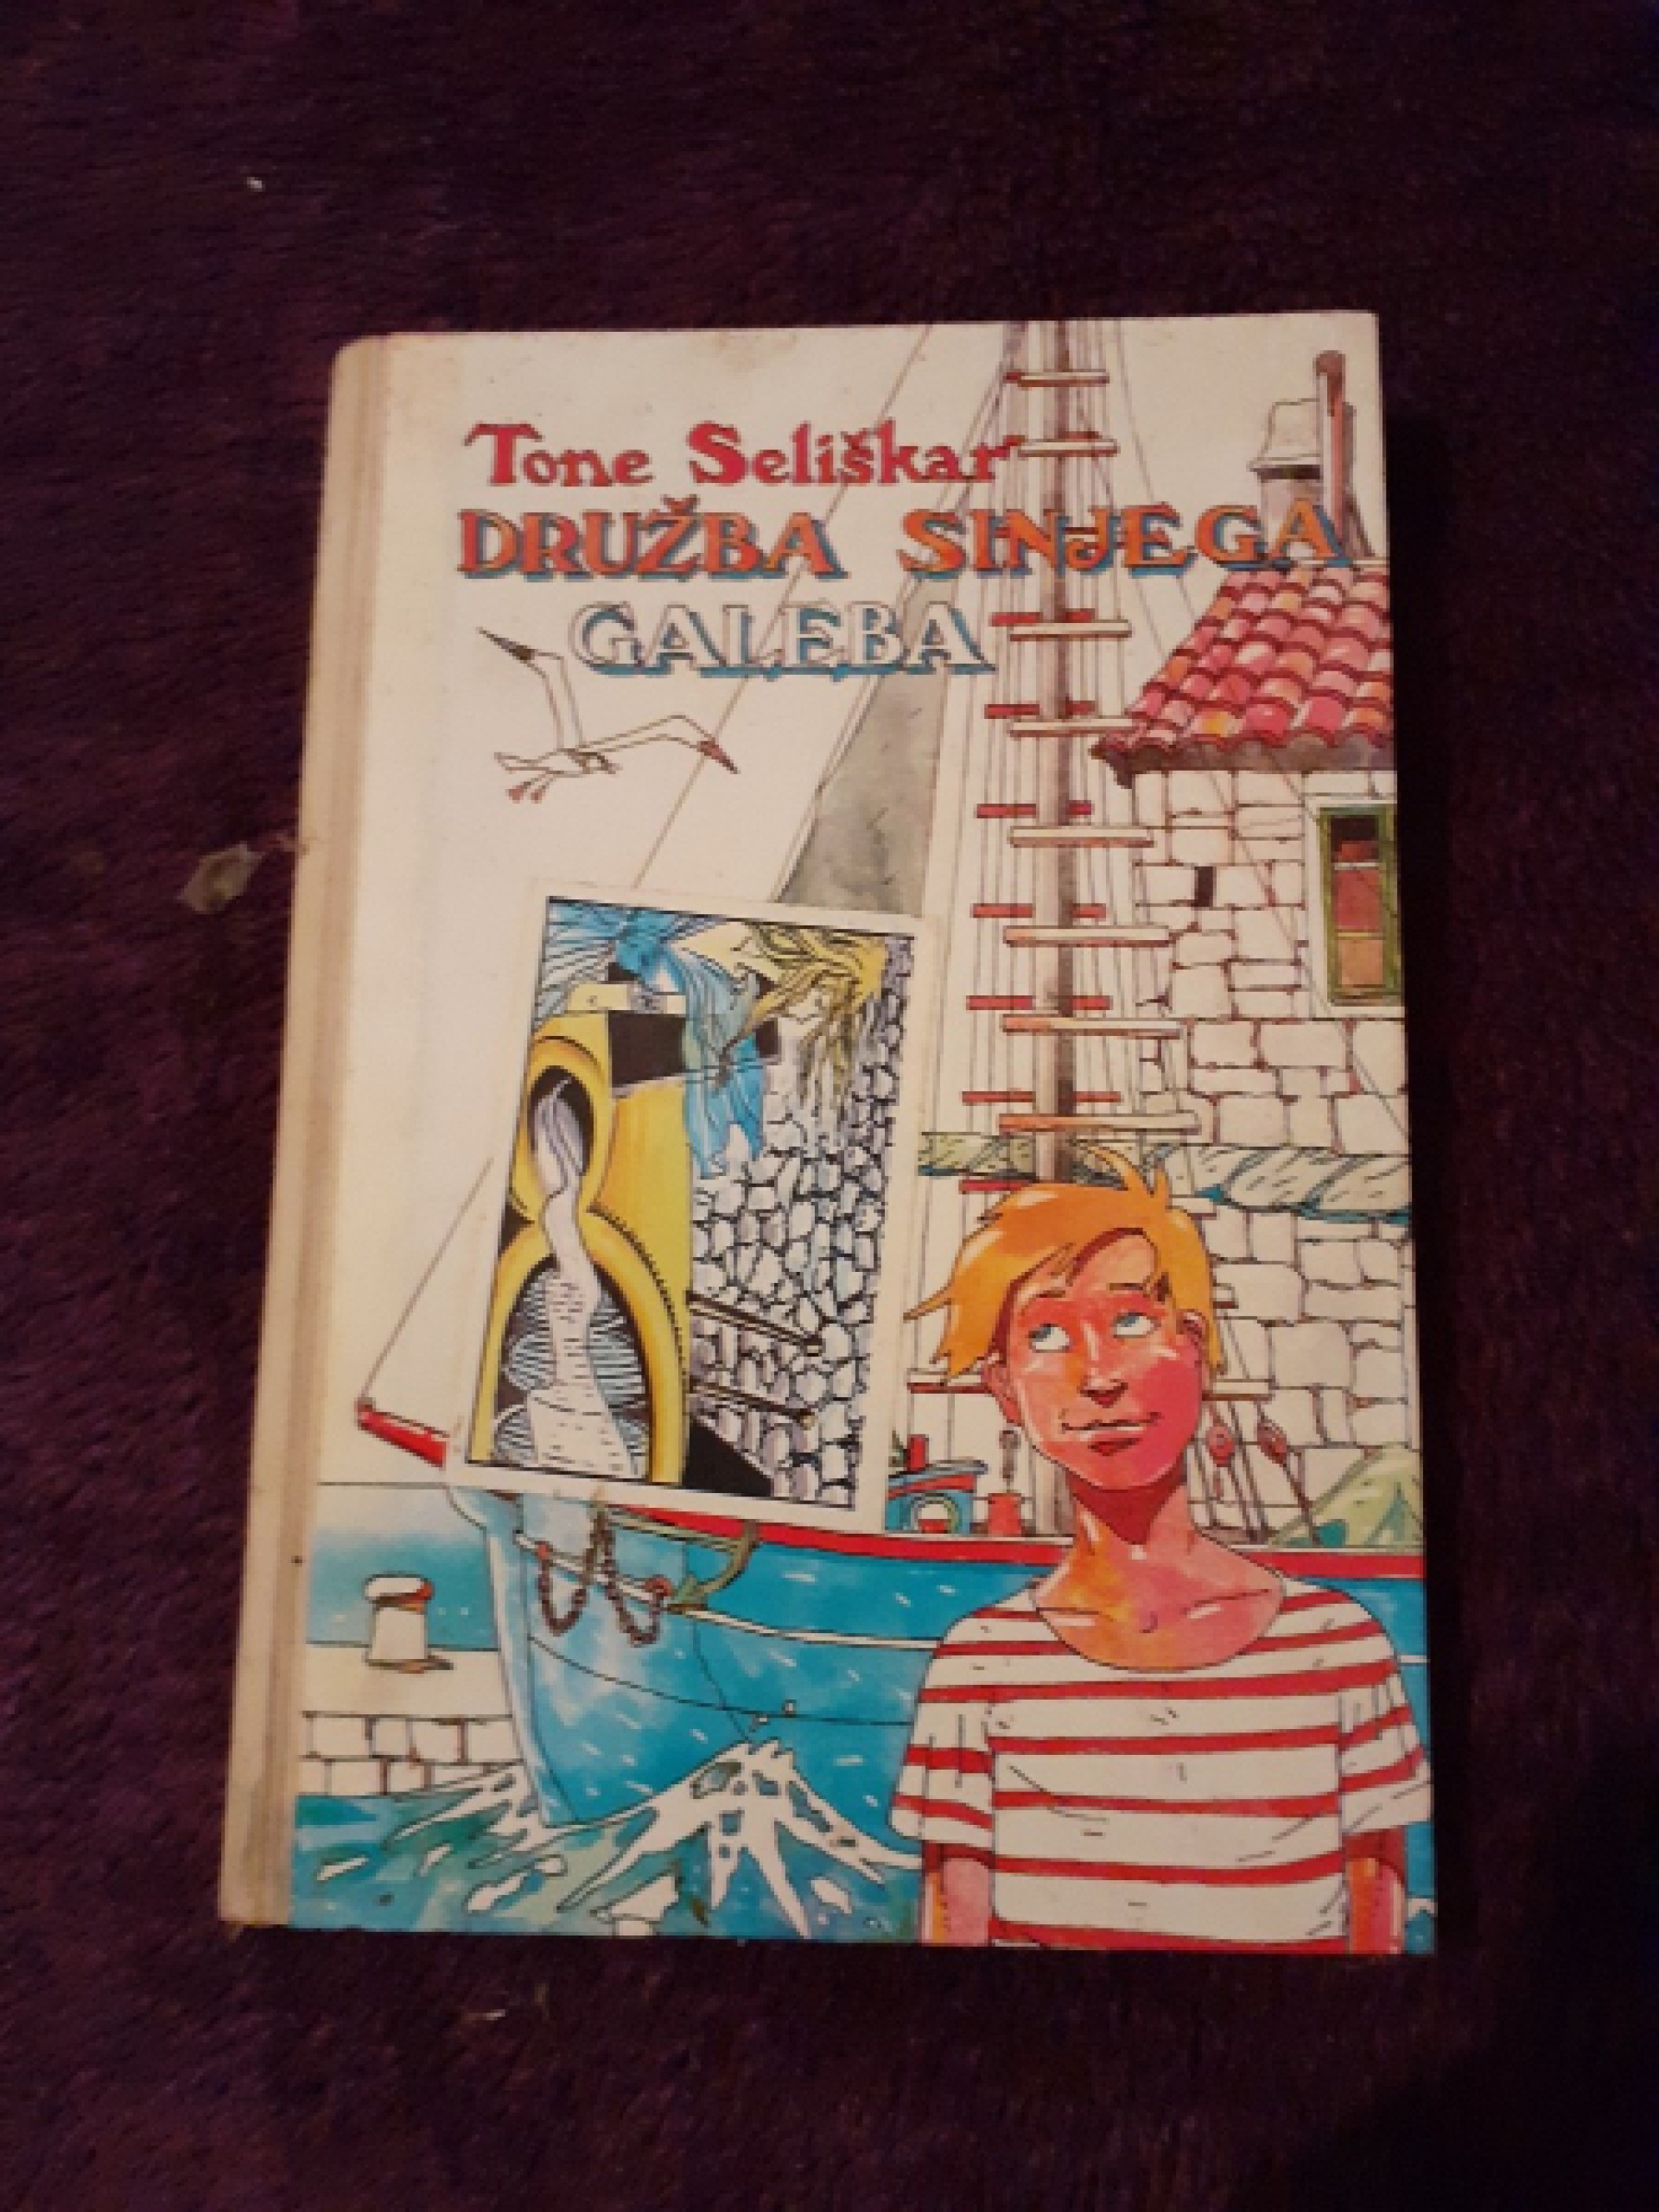 Tone Seliškar
DRUŽBA SINJEGA
GALEBA